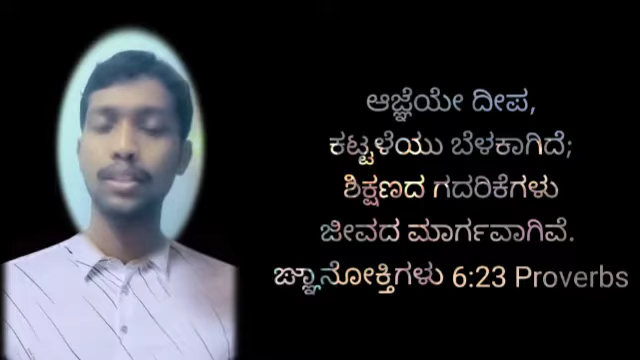 ಆಜ್ಞೆಯೇ ದೀಪ,
ಕಟ್ಟಳೆಯು ಬೆಳಕಾಗಿದೆ;
ಶಿಕ್ಷಣದ ಗದರಿಕೆಗಳು
ಜೀವದ ಮಾರ್ಗವಾಗಿವೆ.
ಙ್ಞಾನೋಕ್ತಿಗಳು 6:23 Proverbs